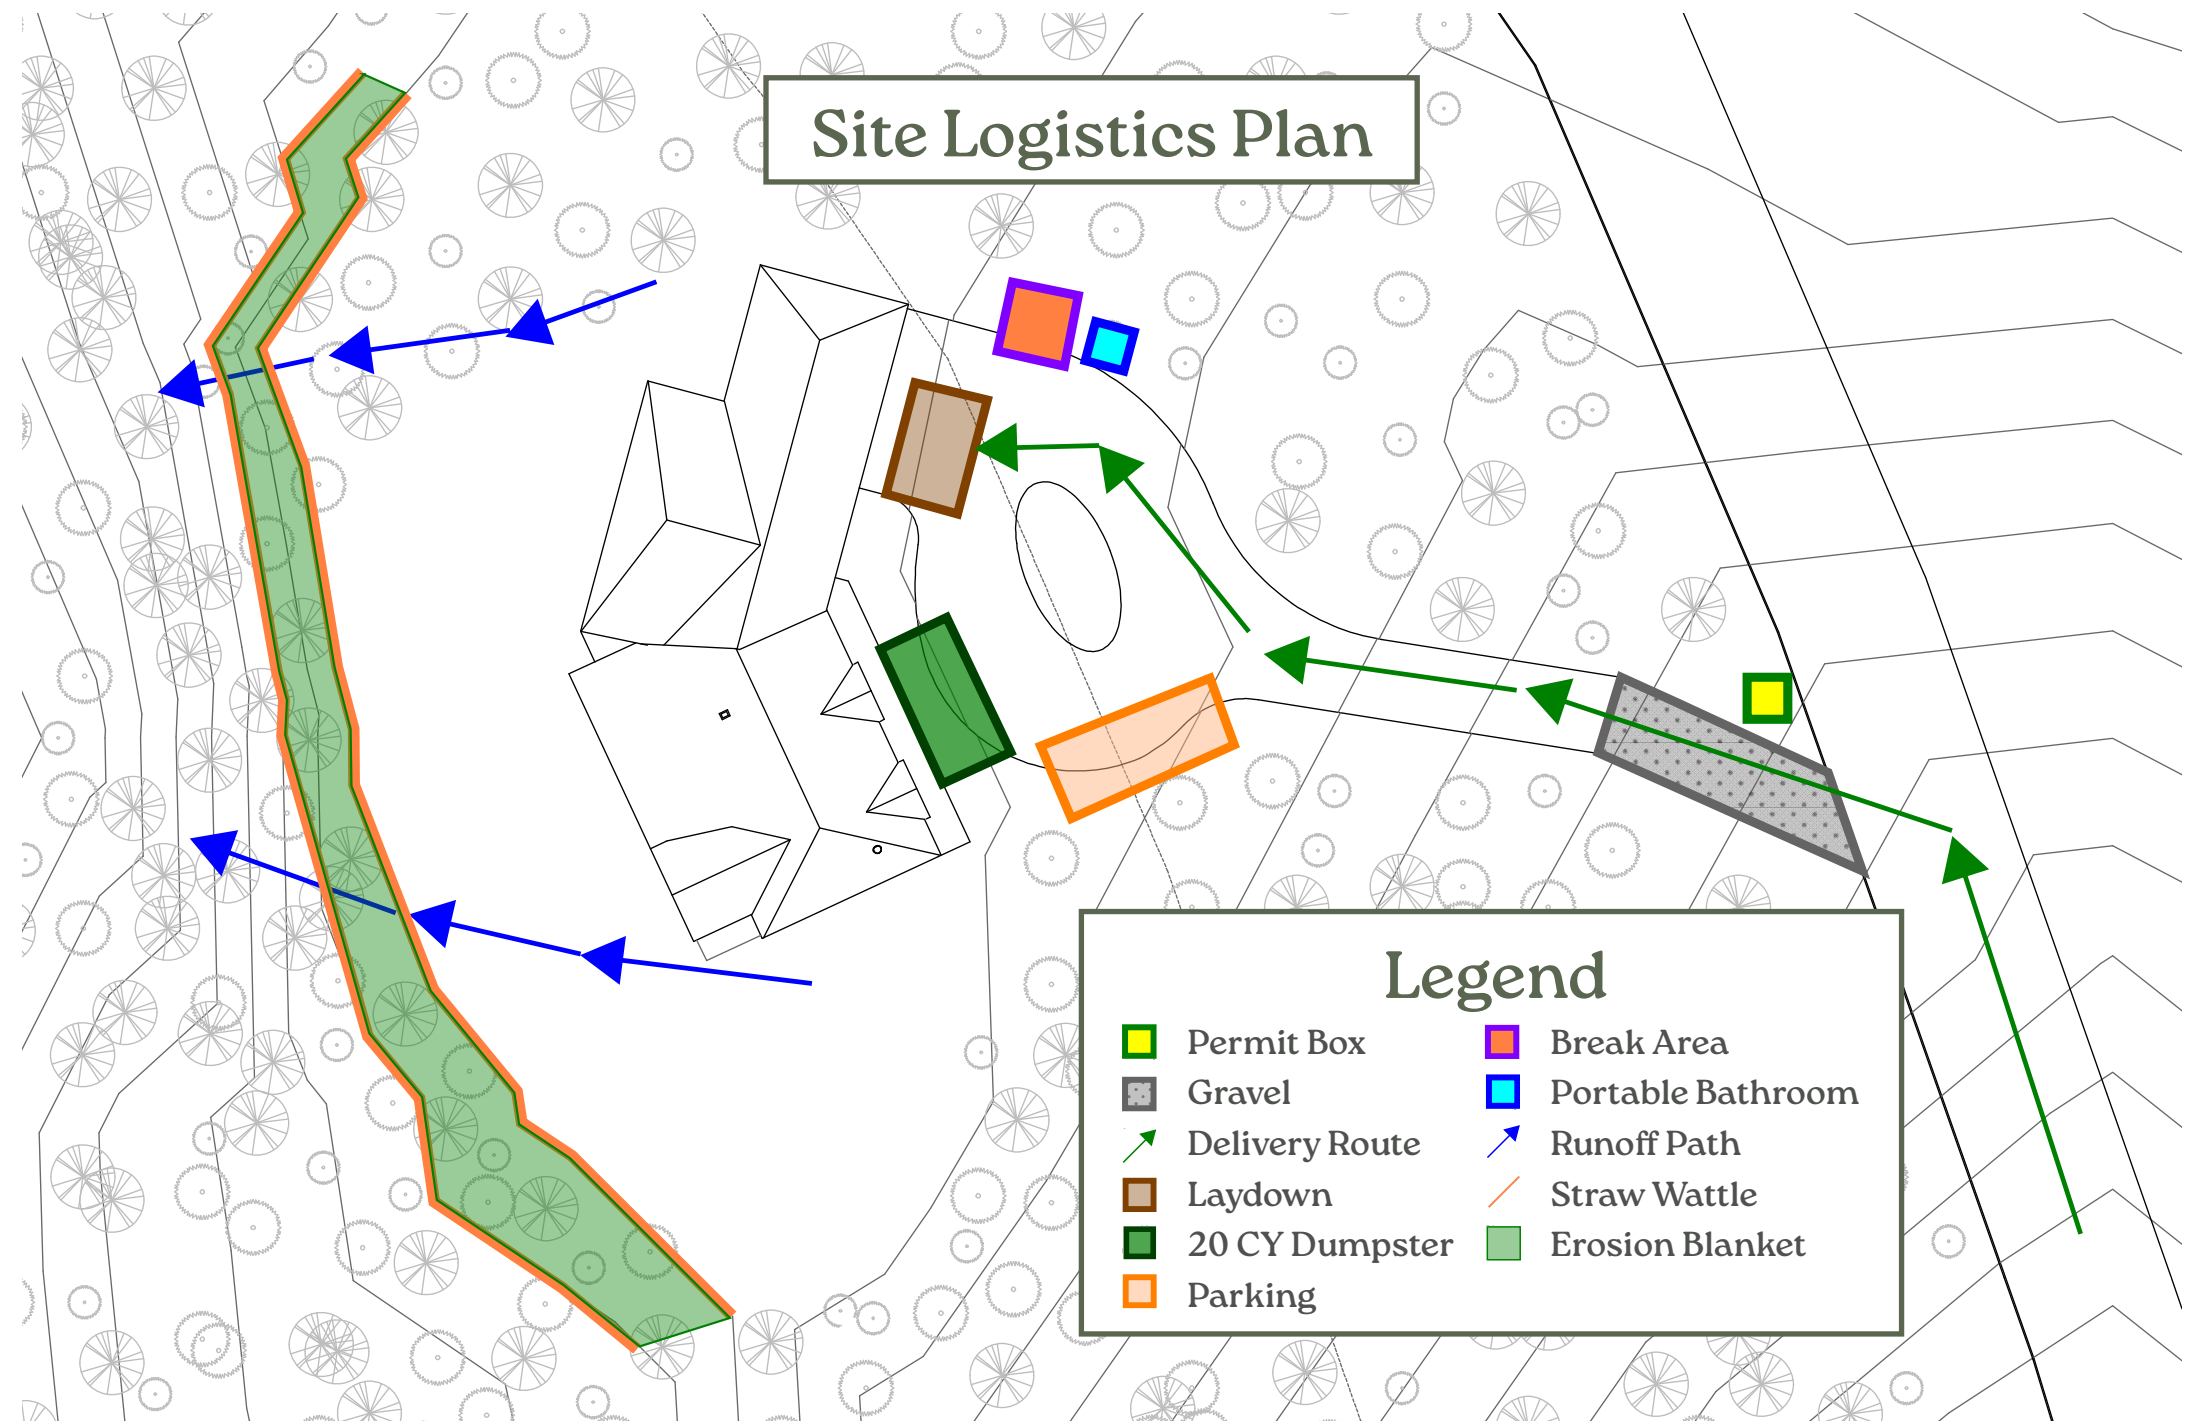 Site Logistics Plan
Legend
Permit Box
Gravel
Delivery Route
Laydown
20 CY Dumpster
Parking
Break Area
Portable Bathroom
Runoff Path
Straw Wattle
Erosion Blanket